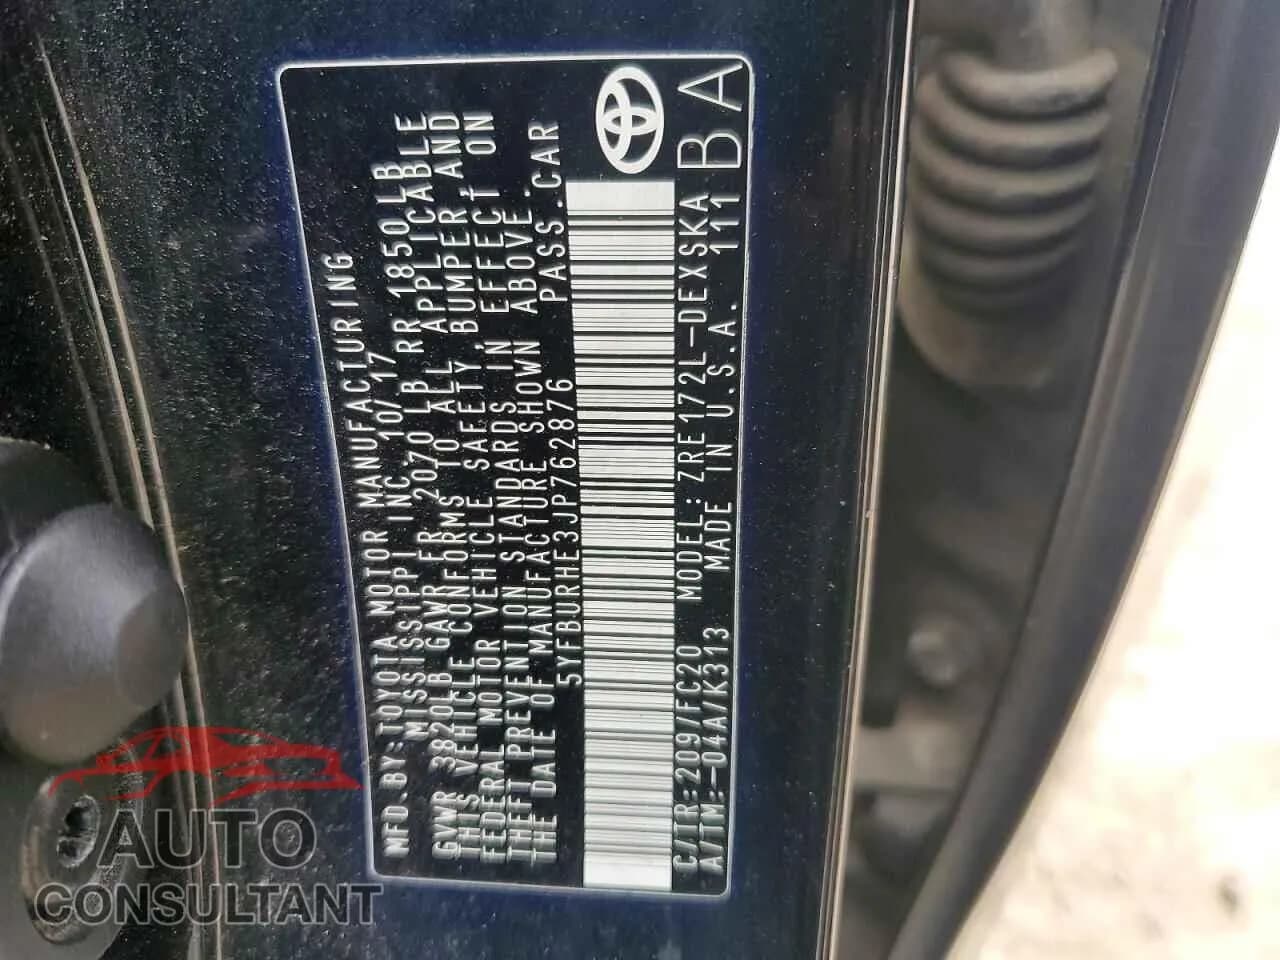 MFD.BY:TOYOTA MOTOR MANUFACTURING
MISSISSIPPI INC. 10/17
GVWR 3820LB GAWR FR 2070 LB RR 1850LB
THIS VEHICLE CONFORMS TO ALL APPLICABLE
FEDERAL MOTOR VEHICLE SAFETY, BUMPER, AND
THEFT PREVENTION STANDARDS IN EFFECT ON
THE DATE OF MANUFACTURE SHOWN ABOVE.
5YFBURHE3JP762876 PASS.CAR
C/TR:209/FC20 MODEL:ZRE172L-DEXSKA B
A/TM:-04A/K313 MADE IN U.S.A. 111 BA
AUTO
CONSULTANT